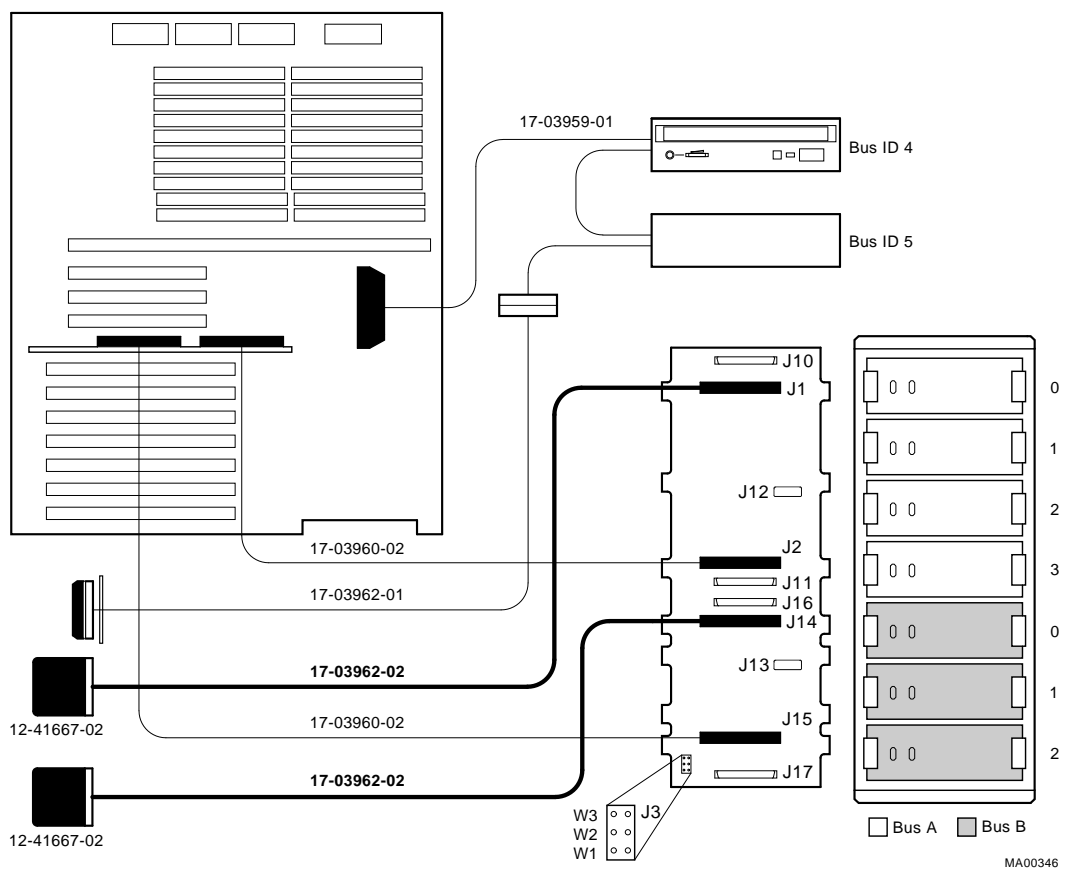 17-03959-01
Bus ID 4
Bus ID 5
J10
J1
0
1
J12
2
17-03960-02
J2
3
J11
17-03962-01
J16
J14
0
17-03962-02
J13
1
12-41667-02
17-03960-02
J15
2
17-03962-02
J17
W3
J3
W2
W1
Bus A
Bus B
12-41667-02
MA00346